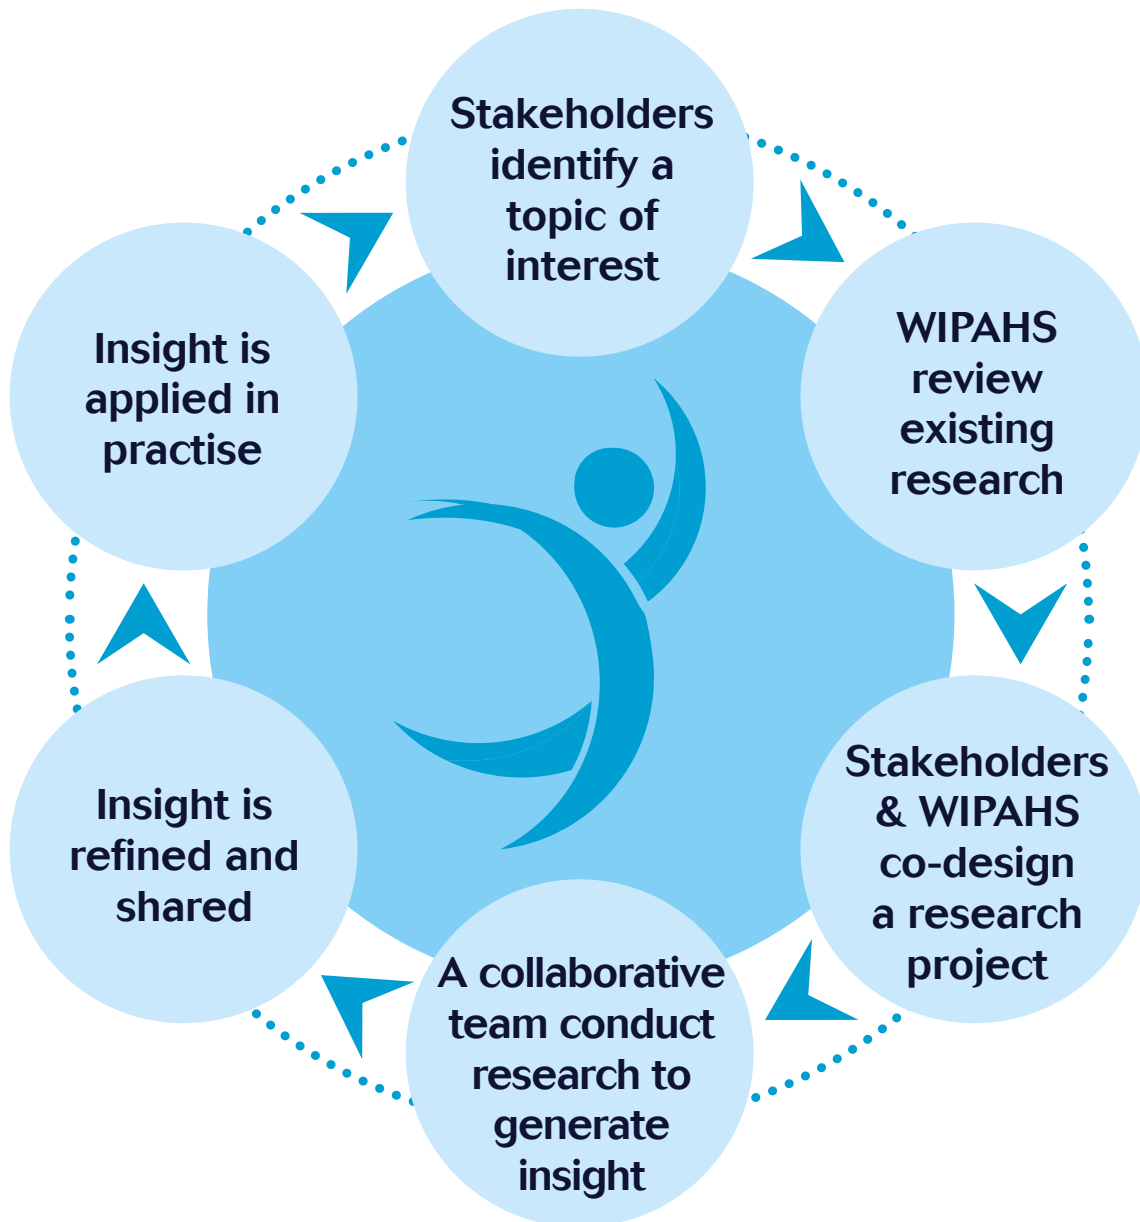 Stakeholders
identify a
topic of
interest
WIPAHS
review
existing
research
Stakeholders
& WIPAHS
co-design
a research
project
A collaborative
team conduct
research to
generate
insight
Insight is
refined and
shared
Insight is
applied in
practise